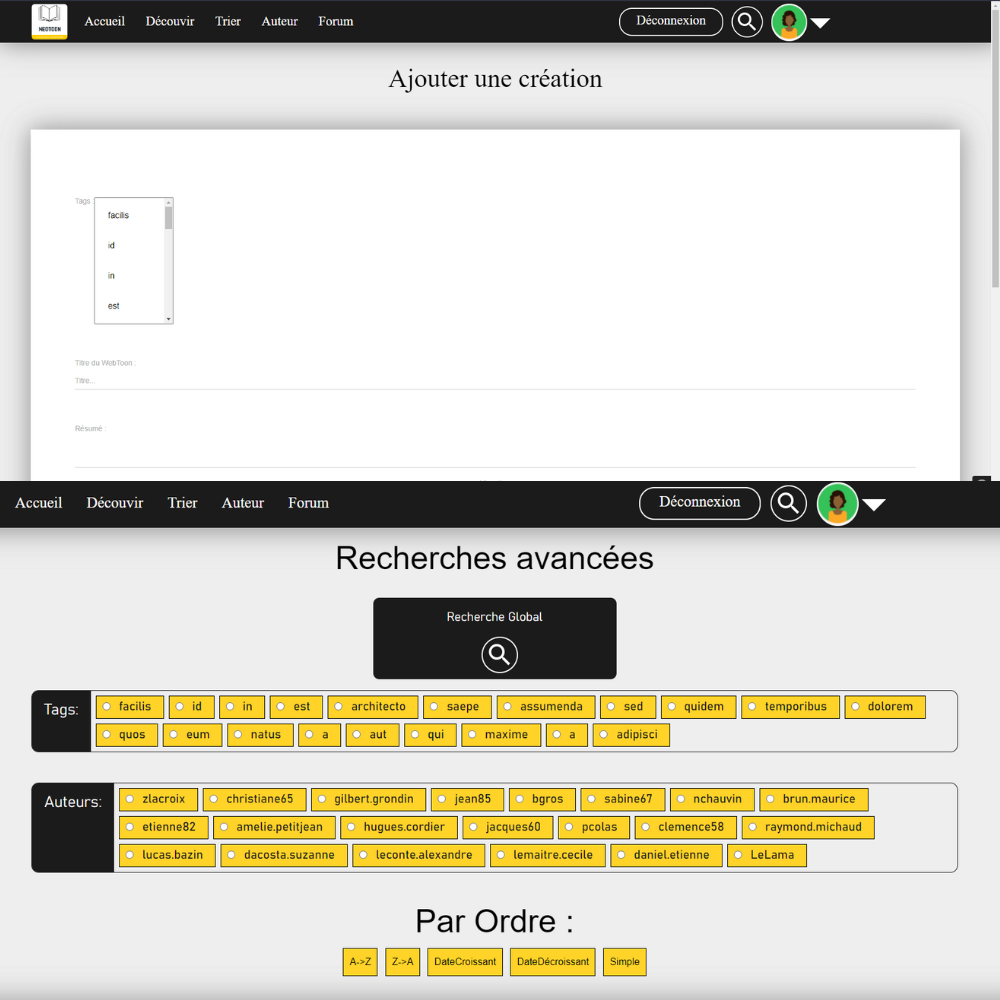 NEOTOON
Accueil Découvir Trier Auteur Forum Déconnexion
Ajouter une création
Tags :
facilis
id
in
est
Titre du WebToon :
Titre...
Résumé :
Accueil Découvir Trier Auteur Forum Déconnexion
Recherches avancées
Recherche Global
Tags: facilis id in est architecto saepe assumenda sed quidem temporibus dolorem
quos eum natus a aut qui maxime a adipisci
Auteurs: zlacroix christiane65 gilbert.grondin jean85 bgros sabine67 nchauvin brun.maurice
etienne82 amelie.petitjean hugues.cordier jacques60 pcolas clemence58 raymond.michaud
lucas.bazin dacosta.suzanne leconte.alexandre lemaitre.cecile daniel.etienne LeLama
Par Ordre :
A->Z Z->A DateCroissant DateDécroissant Simple